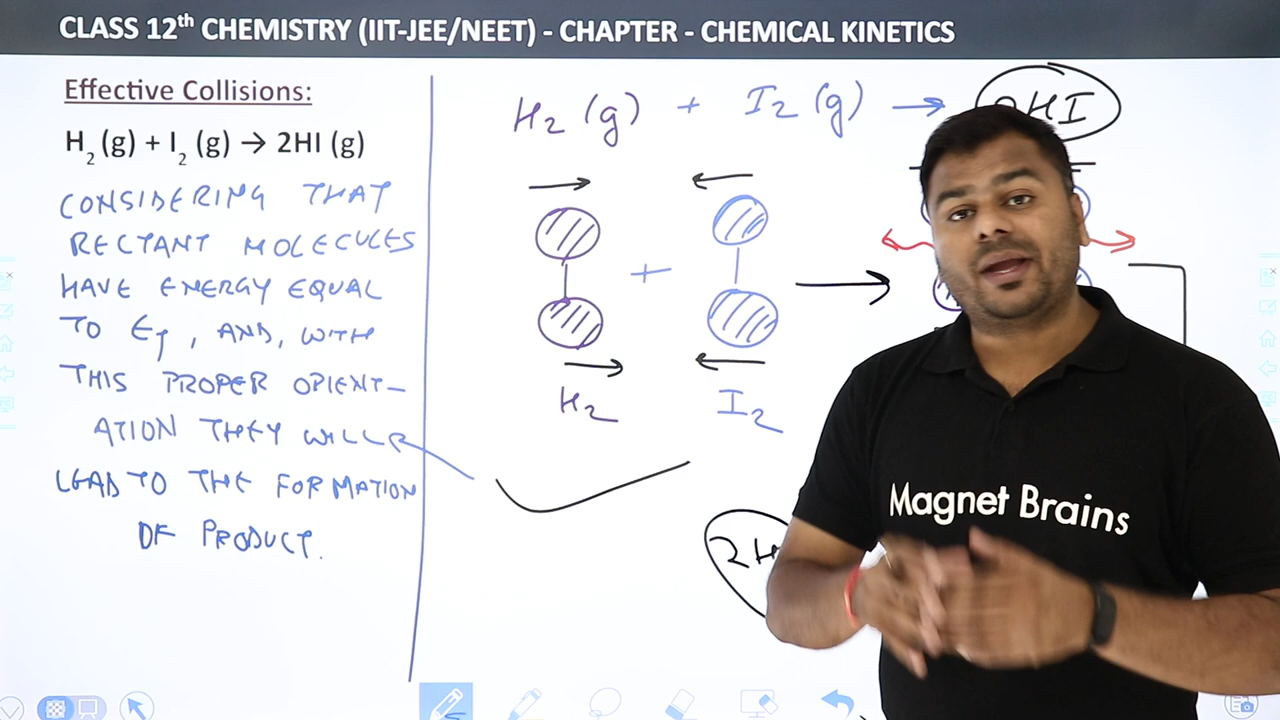 CLASS 12th CHEMISTRY (IIT-JEE/NEET) - CHAPTER - CHEMICAL KINETICS
Effective Collisions:
H2 (g) + I2 (g) → 2HI (g)
CONSIDERING THAT
RECTANT MOLECULES
HAVE ENERGY EQUAL
TO ET, AND, WITH
THIS PROPER ORIENT-
ATION THEY WILL
LEAD TO THE FORMATION
OF PRODUCT.
H2 (g) + I2 (g) → HI
+ →
H2 I2
Magnet Brains